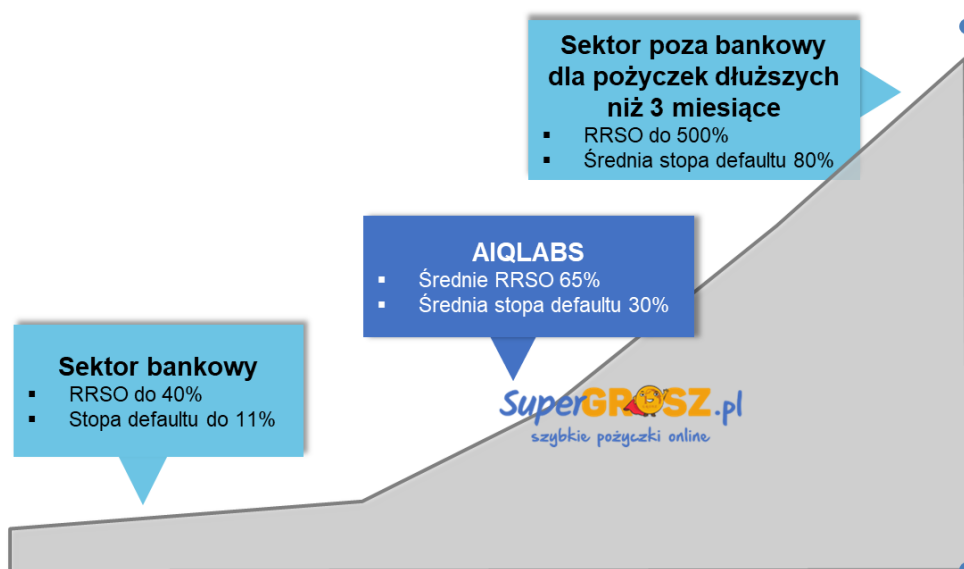 Sektor poza bankowy
dla pożyczek dłuższych
niż 3 miesiące
▪ RRSO do 500%
▪ Średnia stopa defaultu 80%
AIQLABS
▪ Średnie RRSO 65%
▪ Średnia stopa defaultu 30%
Sektor bankowy
▪ RRSO do 40%
▪ Stopa defaultu do 11%
SuperGROSZ.pl
szybkie pożyczki online